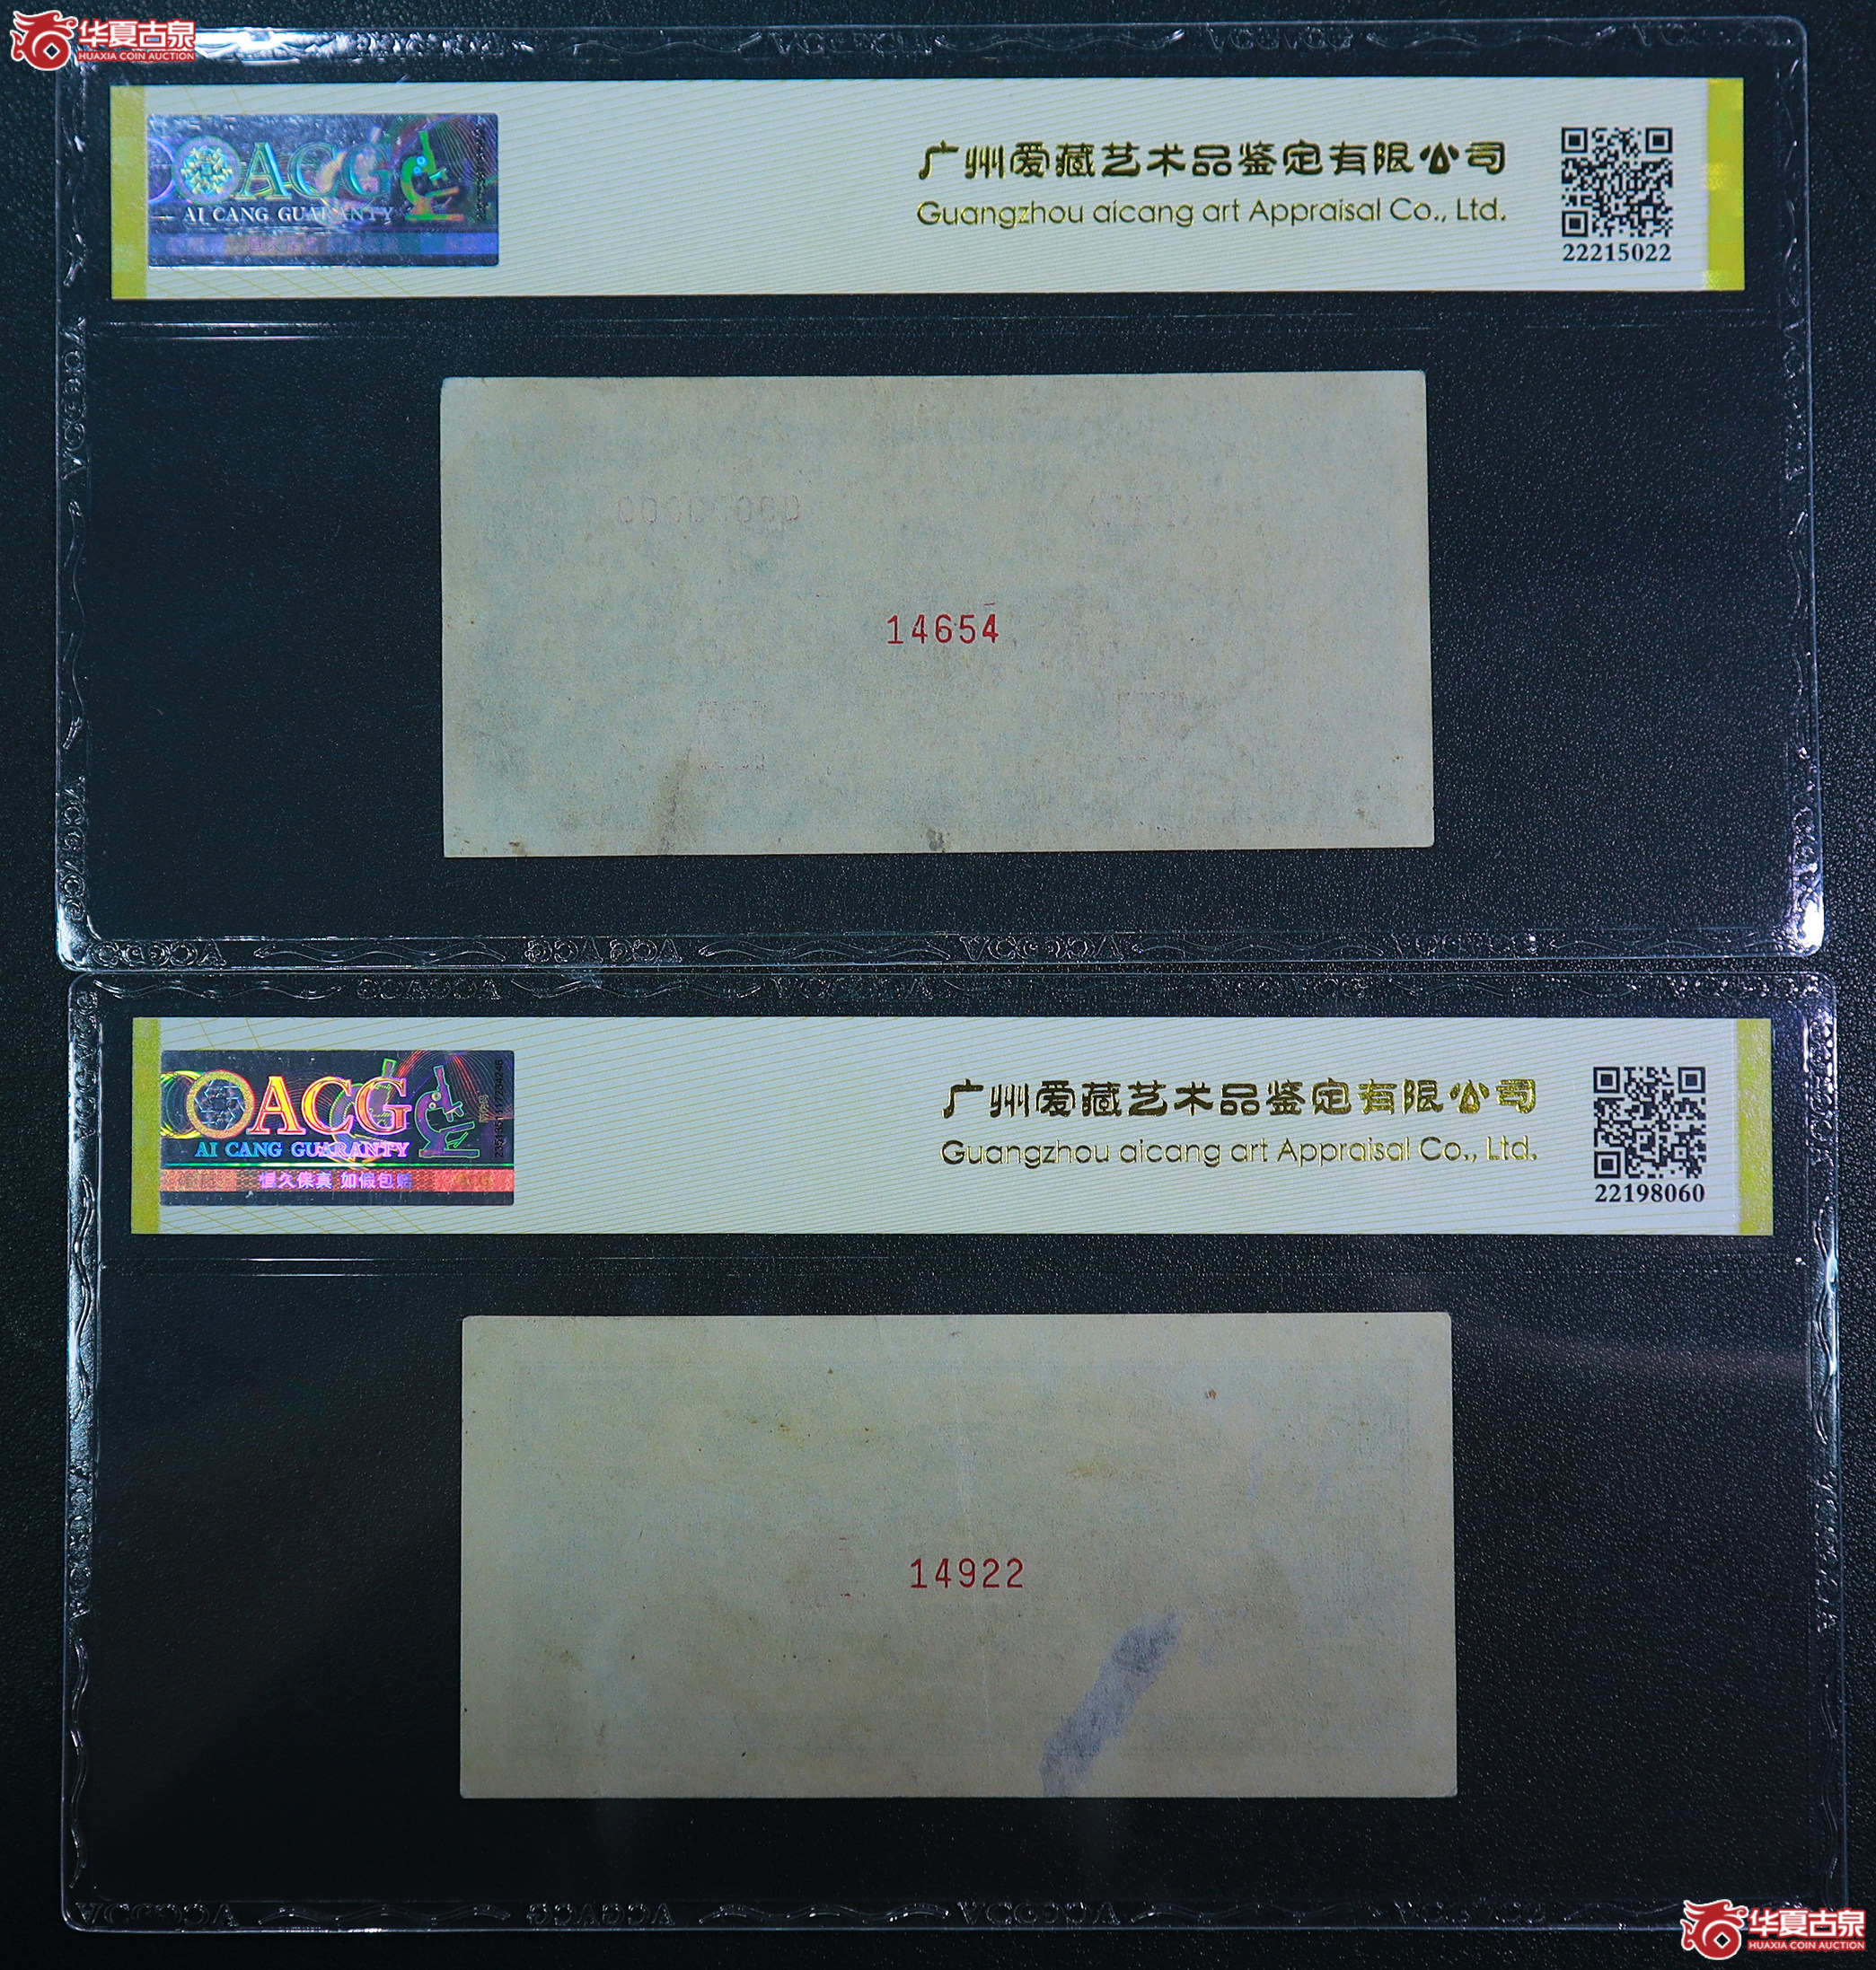 华夏古泉
HUAXIA COIN AUCTION
ACG
AI CANG GUARANTY
广州爱藏艺术品鉴定有限公司
Guangzhou aicang art Appraisal Co., Ltd.
22215022
14654
ACG
AI CANG GUARANTY
恒久保真 如假包赔
广州爱藏艺术品鉴定有限公司
Guangzhou aicang art Appraisal Co., Ltd.
22198060
14922
华夏古泉
HUAXIA COIN AUCTION